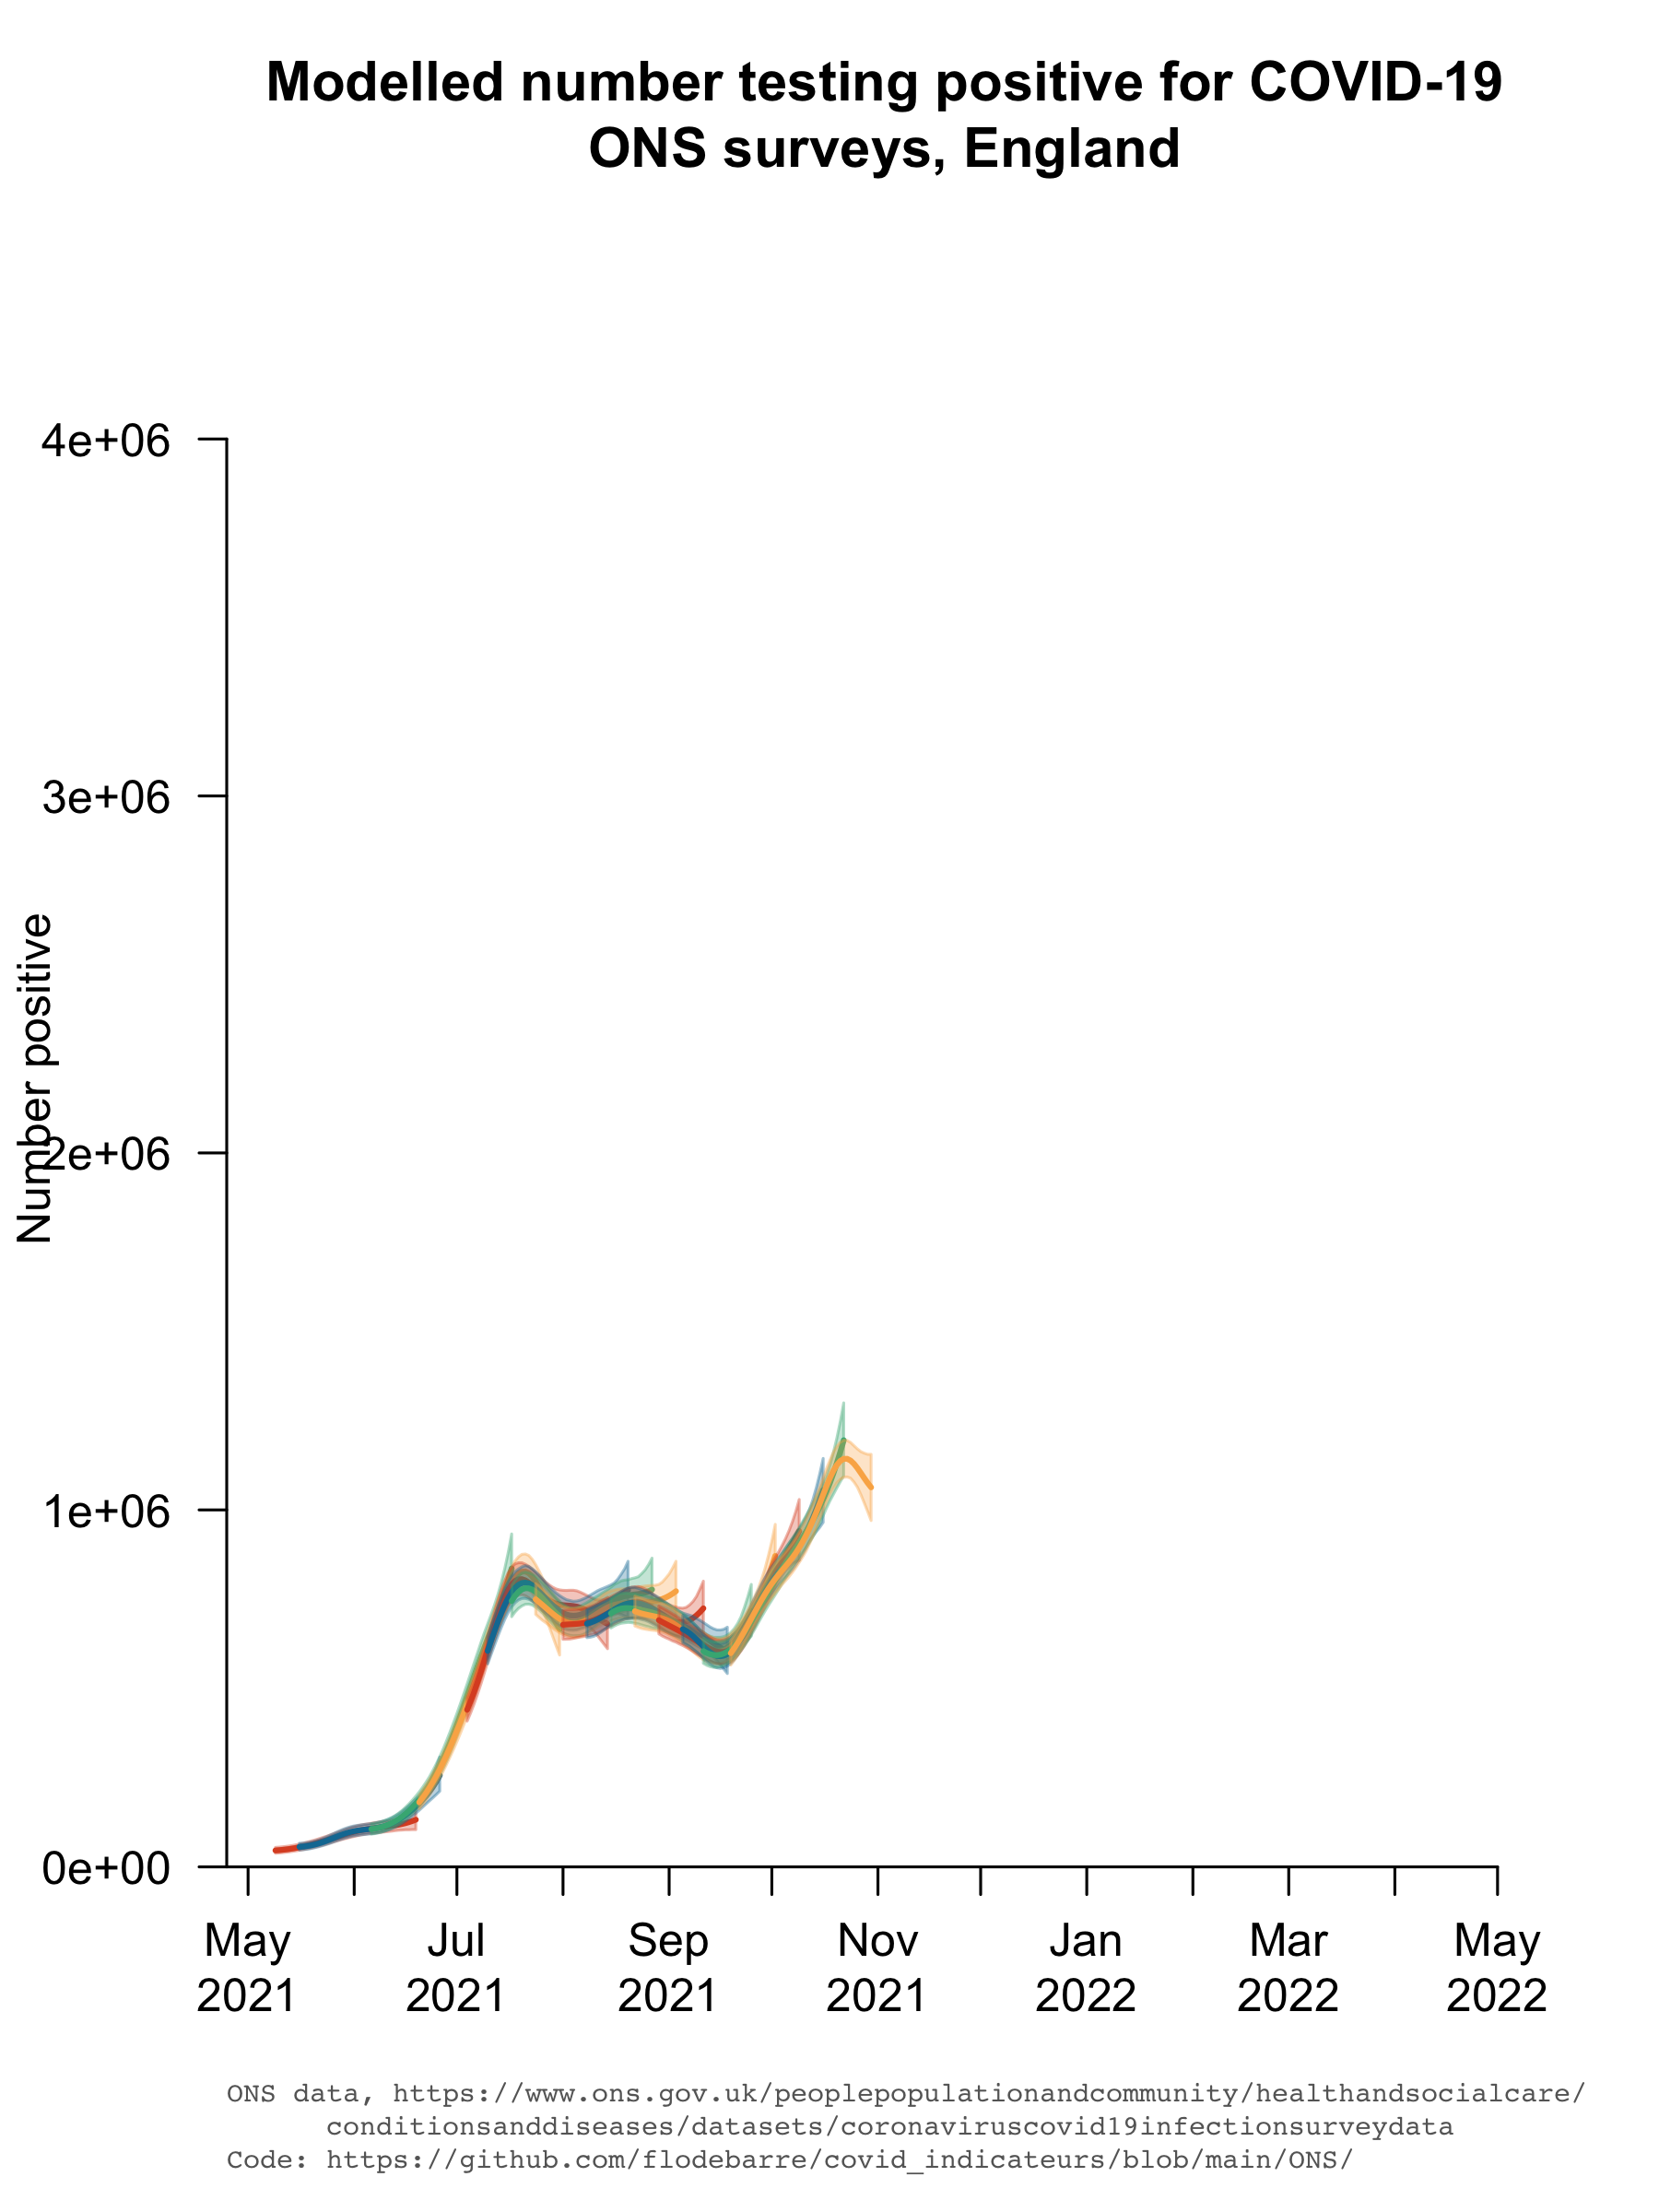 Modelled number testing positive for COVID-19
ONS surveys, England
4e+06
3e+06
2e+06
1e+06
0e+00
Number positive
May Jul Sep Nov Jan Mar May
2021 2021 2021 2021 2022 2022 2022
ONS data, https://www.ons.gov.uk/peoplepopulationandcommunity/healthandsocialcare/
conditionsanddiseases/datasets/coronaviruscovid19infectionsurveydata
Code: https://github.com/flodebarre/covid_indicateurs/blob/main/ONS/